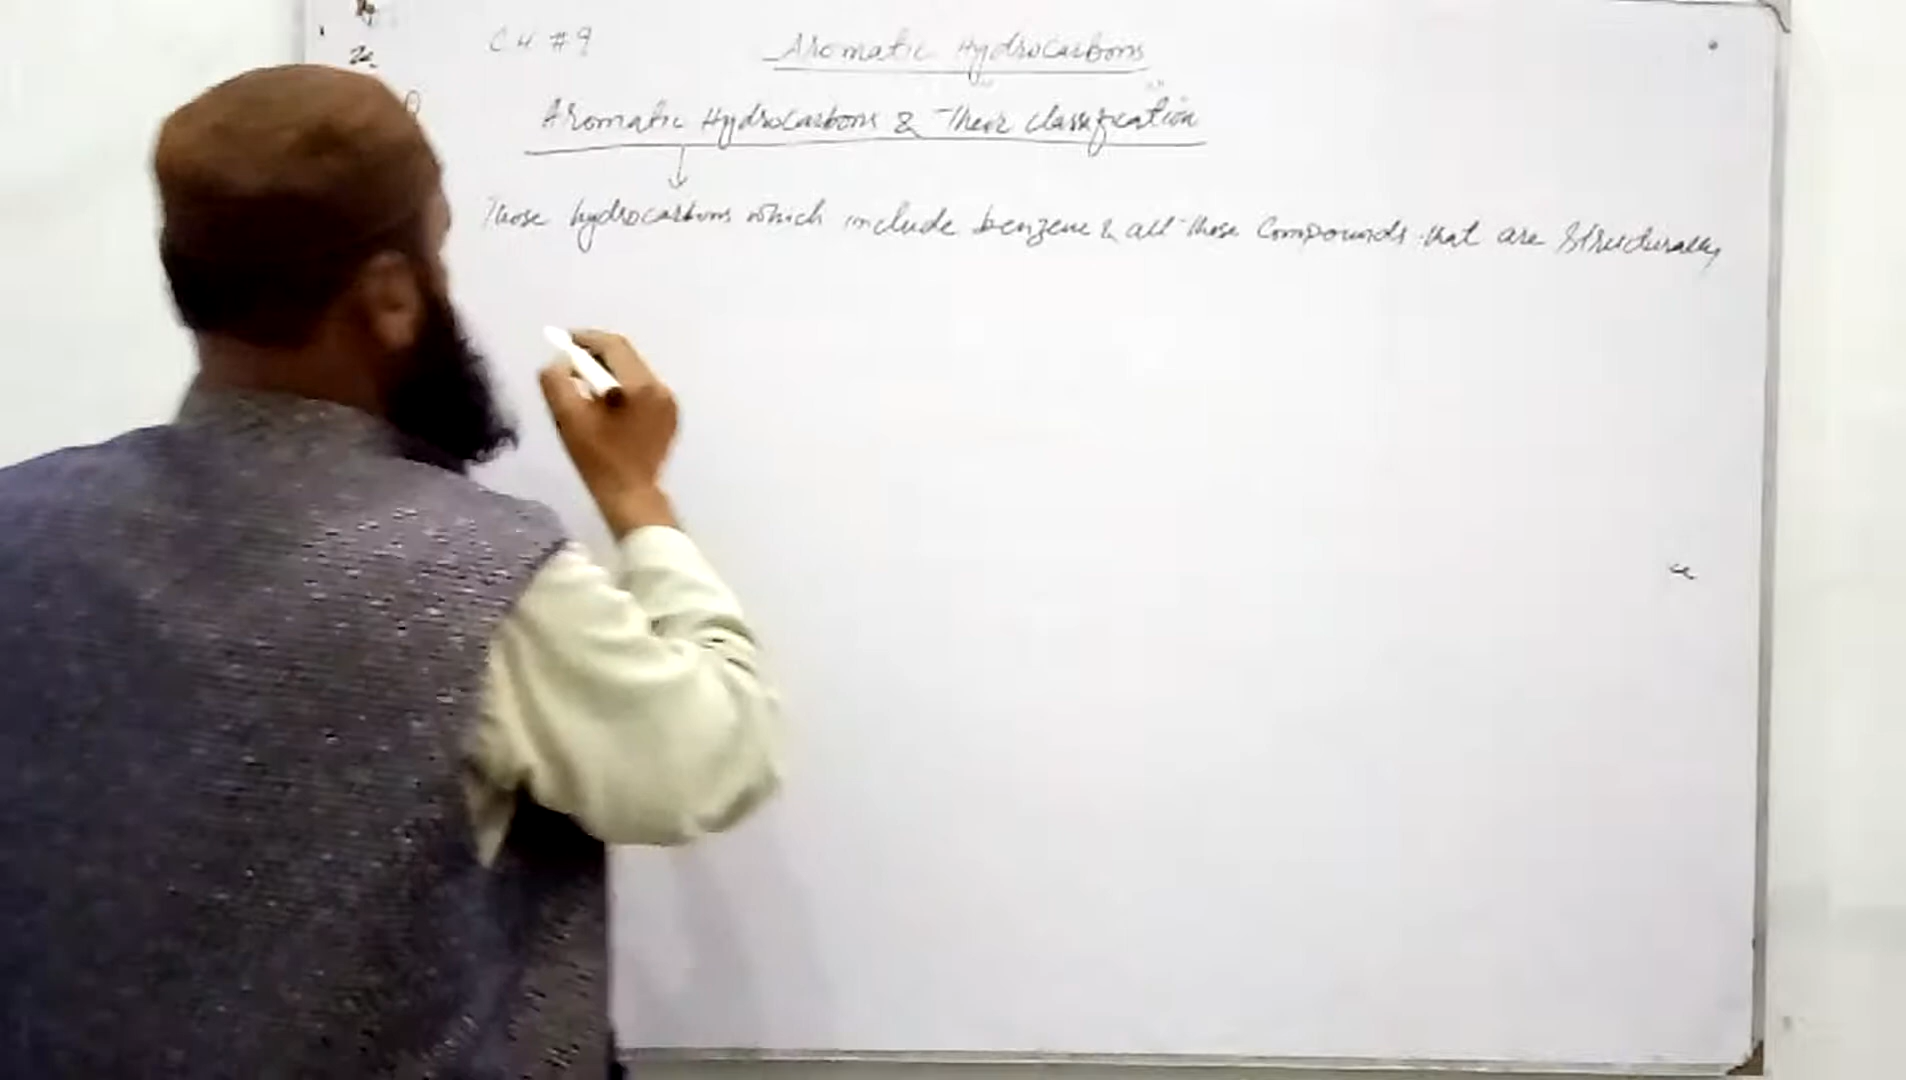 CH #9
Aromatic Hydrocarbons
Aromatic Hydrocarbons & Their classification
Those hydrocarbons which include benzene & all those Compounds that are Structurally